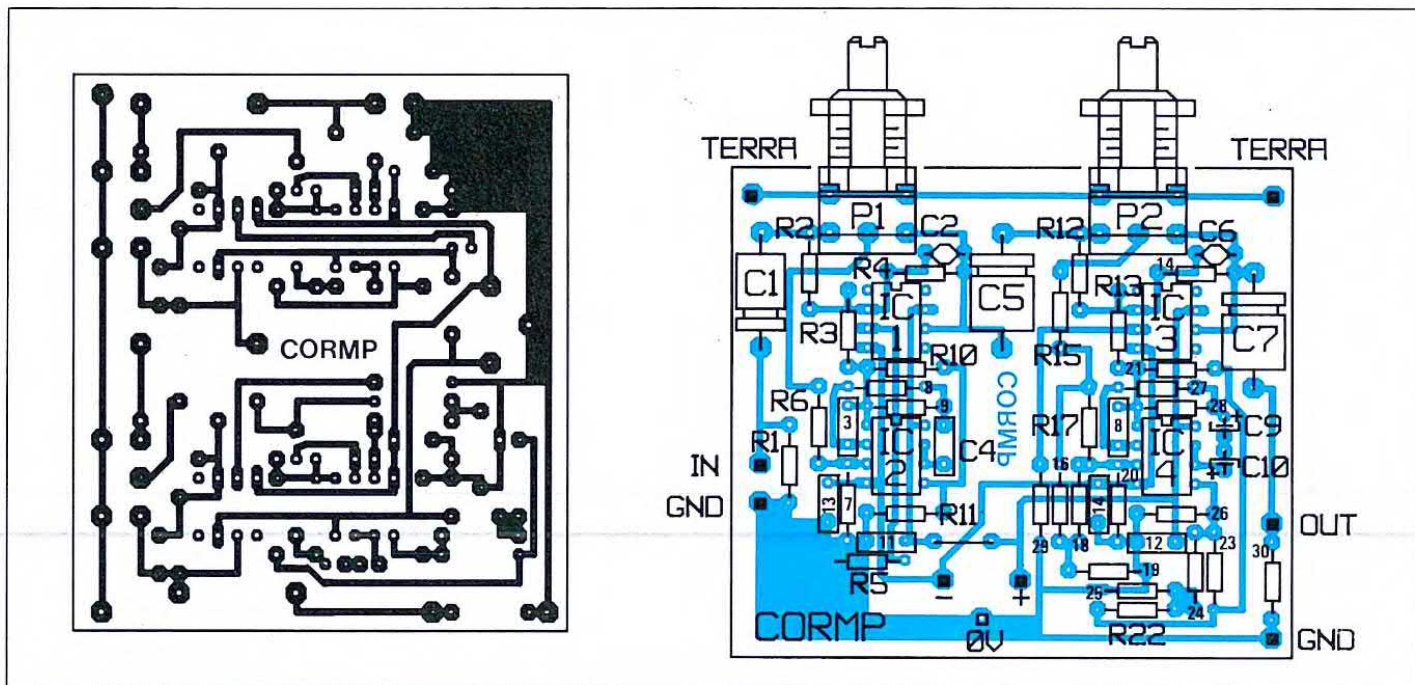 CORMP
TERRA
TERRA
P1
P2
R2
C2
R12
C6
R4
14
C1
R13
C5
IC
1
IC
3
C7
R3
R15
R10
21
8
27
CORMP
R6
9
28
3
R17
8
C9
R1
IC
2
C4
IC
4
C10
IN
16
20
GND
13
7
R11
14
26
OUT
11
29
18
12
23
30
R5
19
-
+
25
24
CORMP
0V
R22
GND